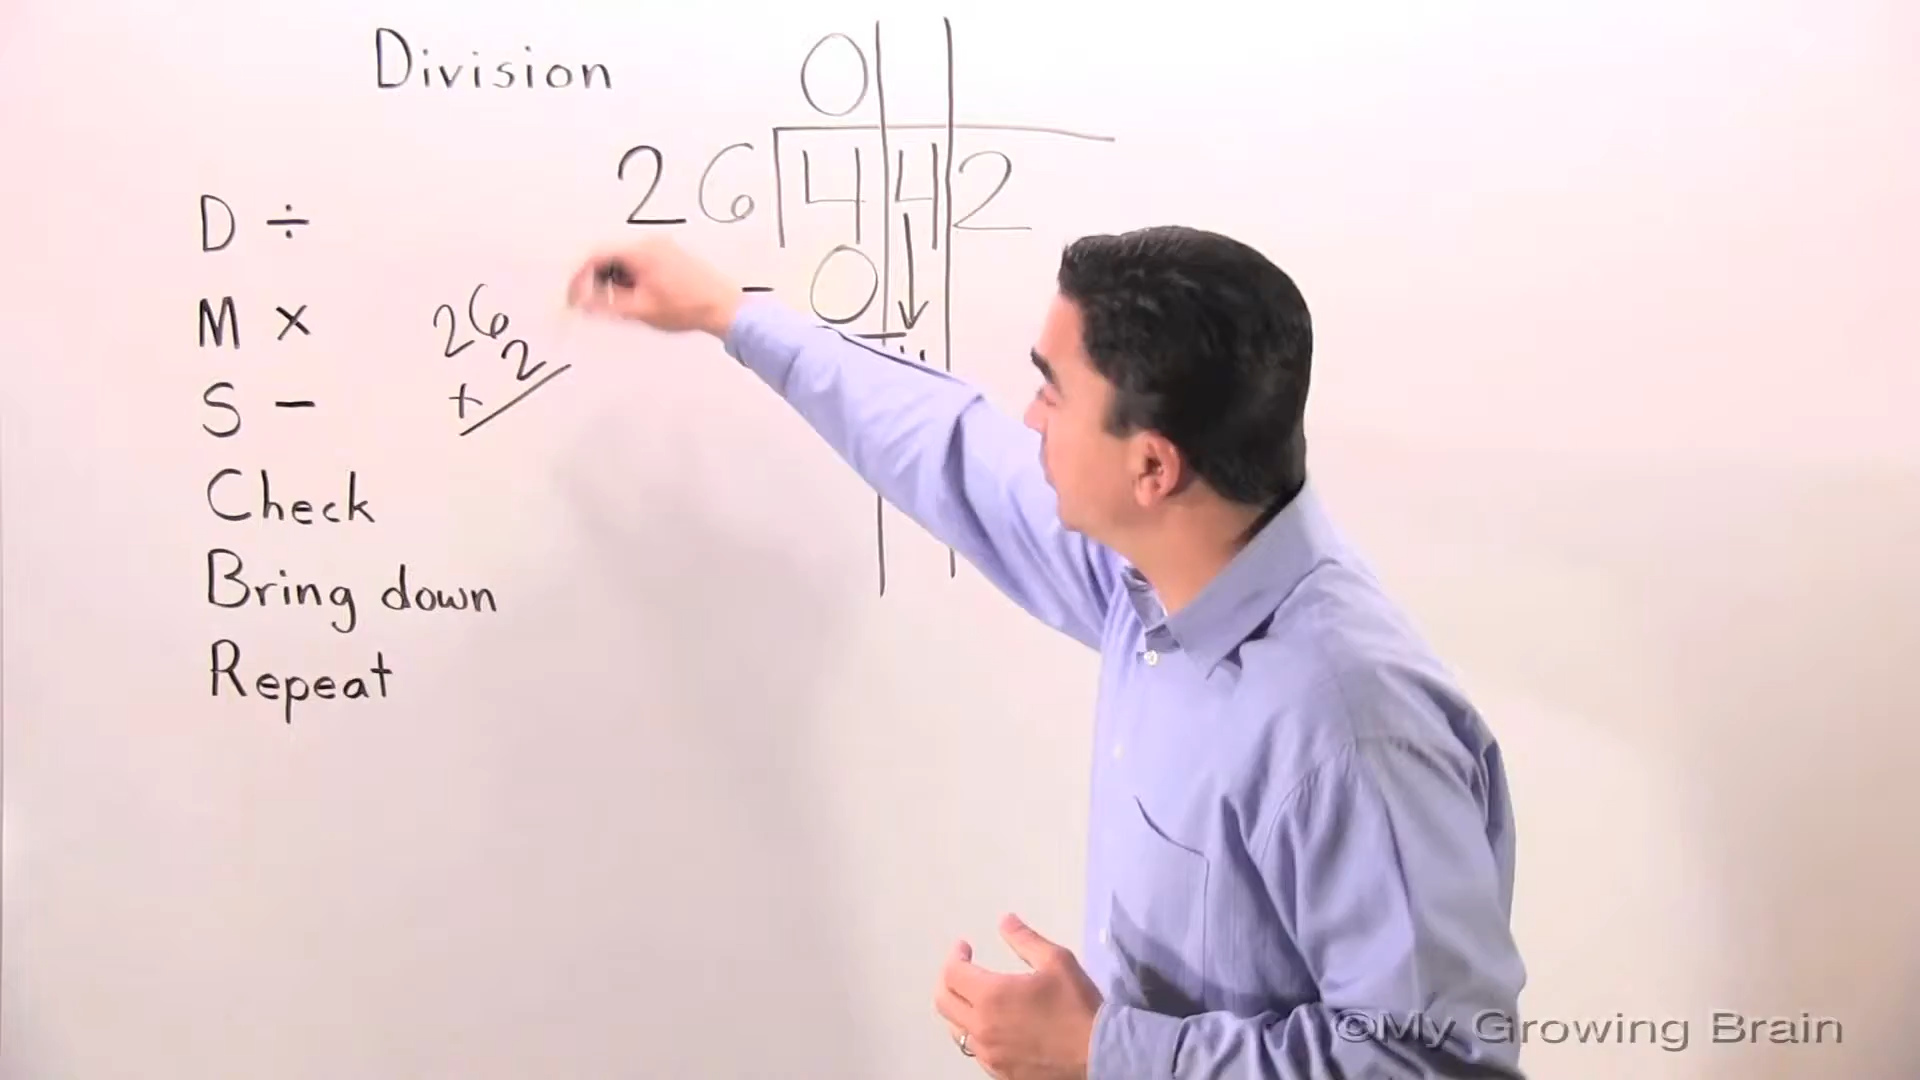 Division
0
26 442
- 0
D ÷
M ×
S -
26
× 2
Check
Bring down
Repeat
©My Growing Brain